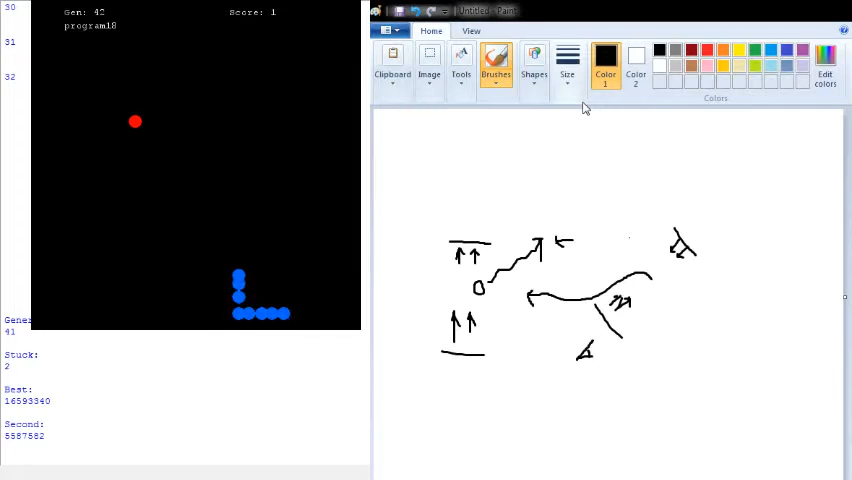 30
31
32
Gen: 42
Score: 1
program18
41
Stuck:
2
Best:
16593340
Second:
5587582
Untitled - Paint
Home
View
Clipboard
Image
Tools
Brushes
Shapes
Size
Color 1
Color 2
Edit colors
Colors